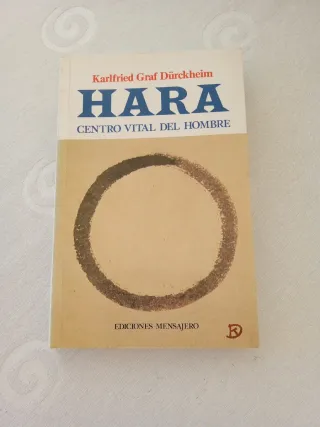 Karlfried Graf Dürckheim
HARA
CENTRO VITAL DEL HOMBRE
EDICIONES MENSAJERO